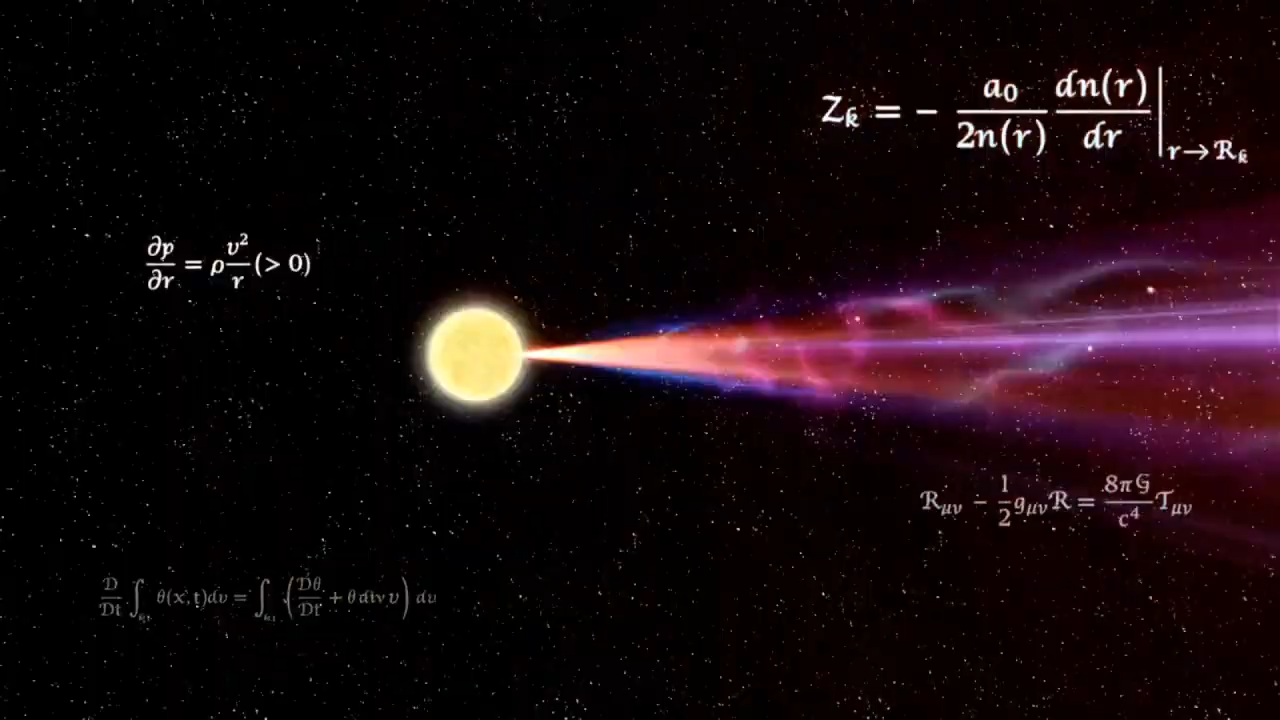 Z_k = − a₀/2n(r) dn(r)/dr |_{r→R_k}
∂p/∂r = ρ v²/r (> 0)
R_μν − 1/2 g_μν R = 8πG/c⁴ T_μν
D/Dt ∫ θ(x,t)dv = ∫ (Dθ/Dt + θ div v) dv